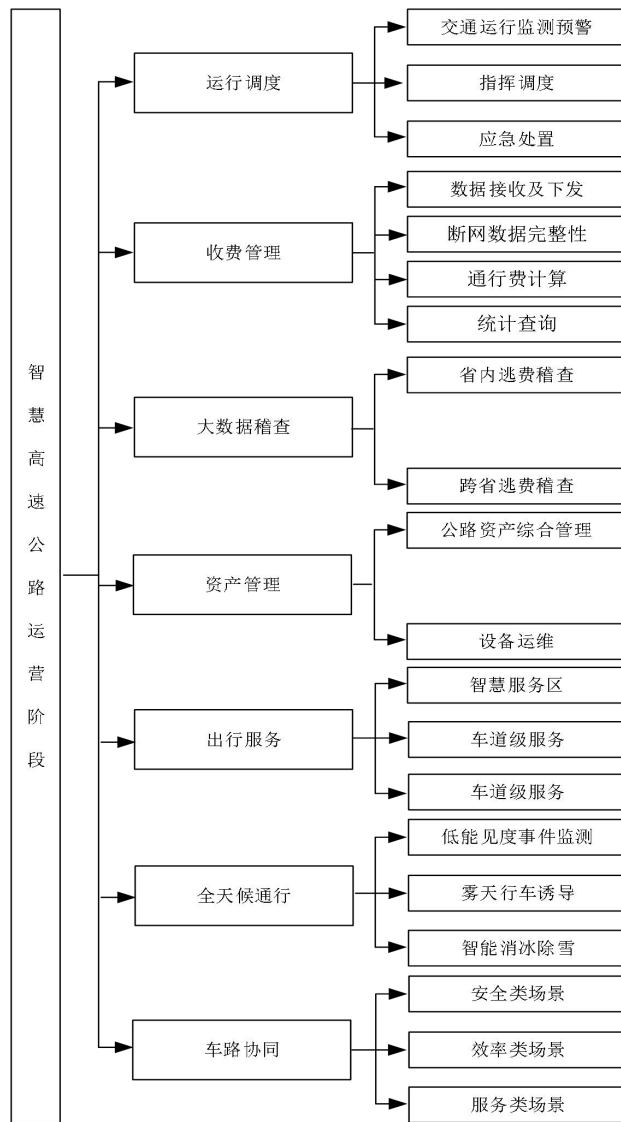 智慧高速公路运营阶段
运行调度
交通运行监测预警
指挥调度
应急处置
收费管理
数据接收及下发
断网数据完整性
通行费计算
统计查询
大数据稽查
省内逃费稽查
跨省逃费稽查
资产管理
公路资产综合管理
设备运维
出行服务
智慧服务区
车道级服务
车道级服务
全天候通行
低能见度事件监测
雾天行车诱导
智能消冰除雪
车路协同
安全类场景
效率类场景
服务类场景